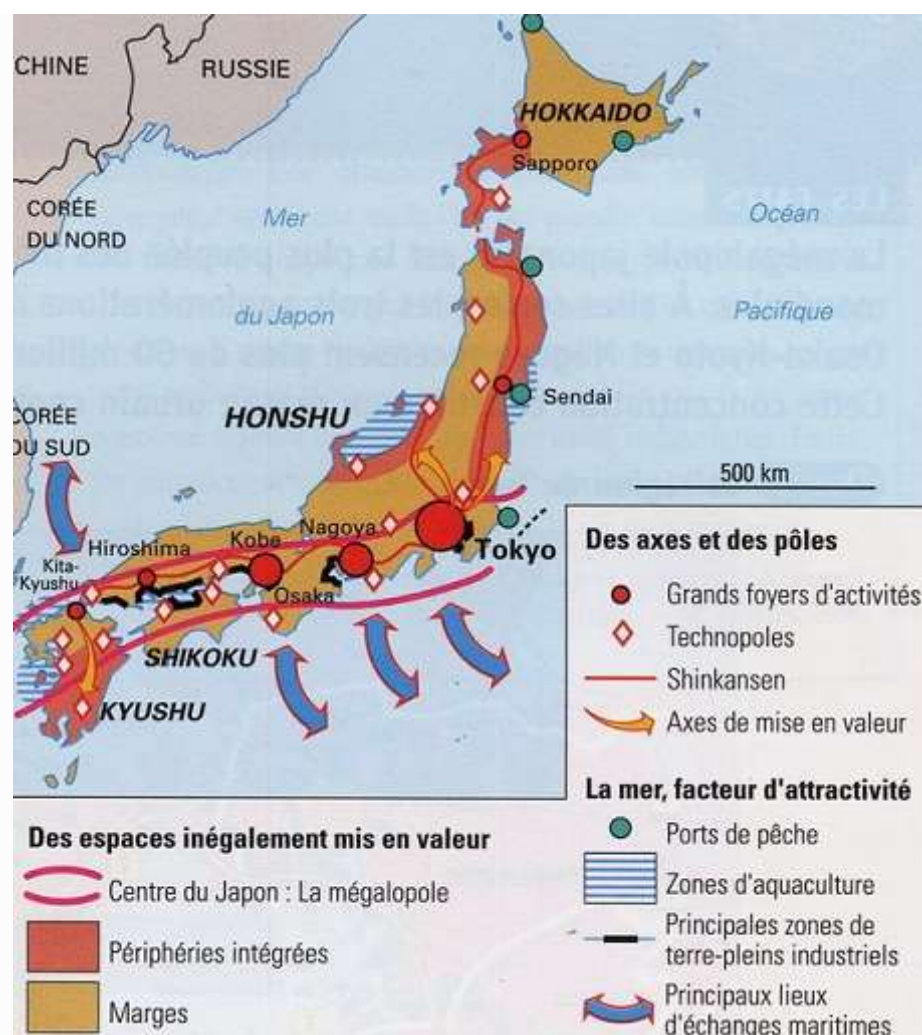 CHINE
RUSSIE
HOKKAIDO
Sapporo
CORÉE
DU NORD
Mer
Océan
du Japon
Pacifique
Sendai
HONSHU
CORÉE
DU SUD
500 km
Nagoya
Kobe
Hiroshima
Tokyo
Kita-
Kyushu
Osaka
SHIKOKU
KYUSHU
Des axes et des pôles
Grands foyers d'activités
Technopoles
Shinkansen
Axes de mise en valeur
La mer, facteur d'attractivité
Ports de pêche
Zones d'aquaculture
Principales zones de
terre-pleins industriels
Principaux lieux
d'échanges maritimes
Des espaces inégalement mis en valeur
Centre du Japon : La mégalopole
Périphéries intégrées
Marges